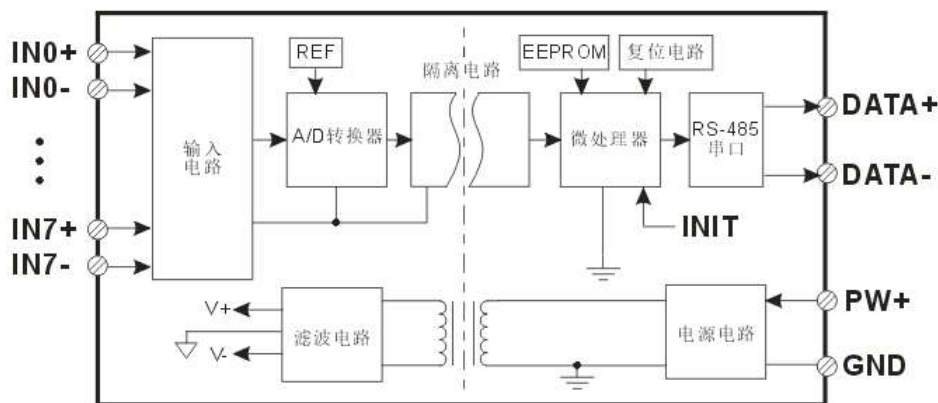 IN0+
IN0-
IN7+
IN7-
输入
电路
REF
A/D转换器
隔离电路
EEPROM
复位电路
微处理器
RS-485
串口
INIT
DATA+
DATA-
V+
V-
滤波电路
电源电路
PW+
GND